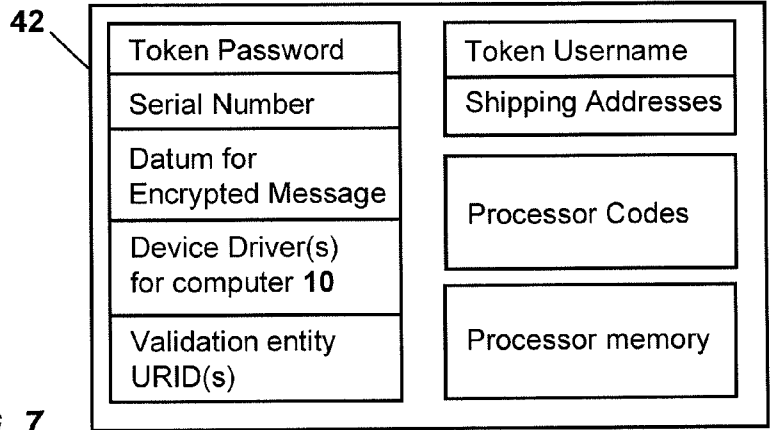 42
Token Password
Serial Number
Datum for
Encrypted Message
Device Driver(s)
for computer 10
Validation entity
URID(s)
Token Username
Shipping Addresses
Processor Codes
Processor memory
7